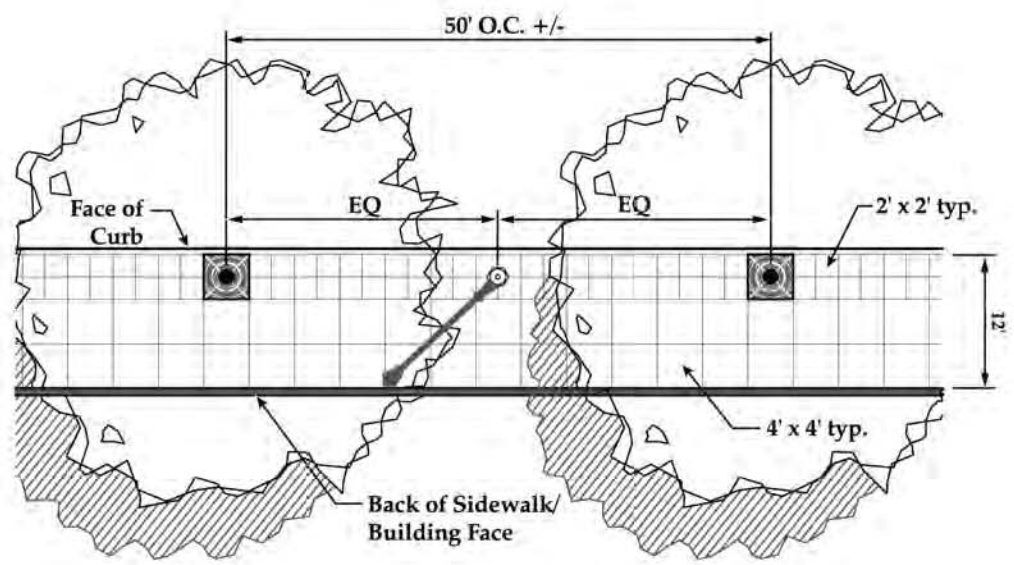 50' O.C. +/-
EQ
EQ
Face of
Curb
2' x 2' typ.
12'
4' x 4' typ.
Back of Sidewalk/
Building Face